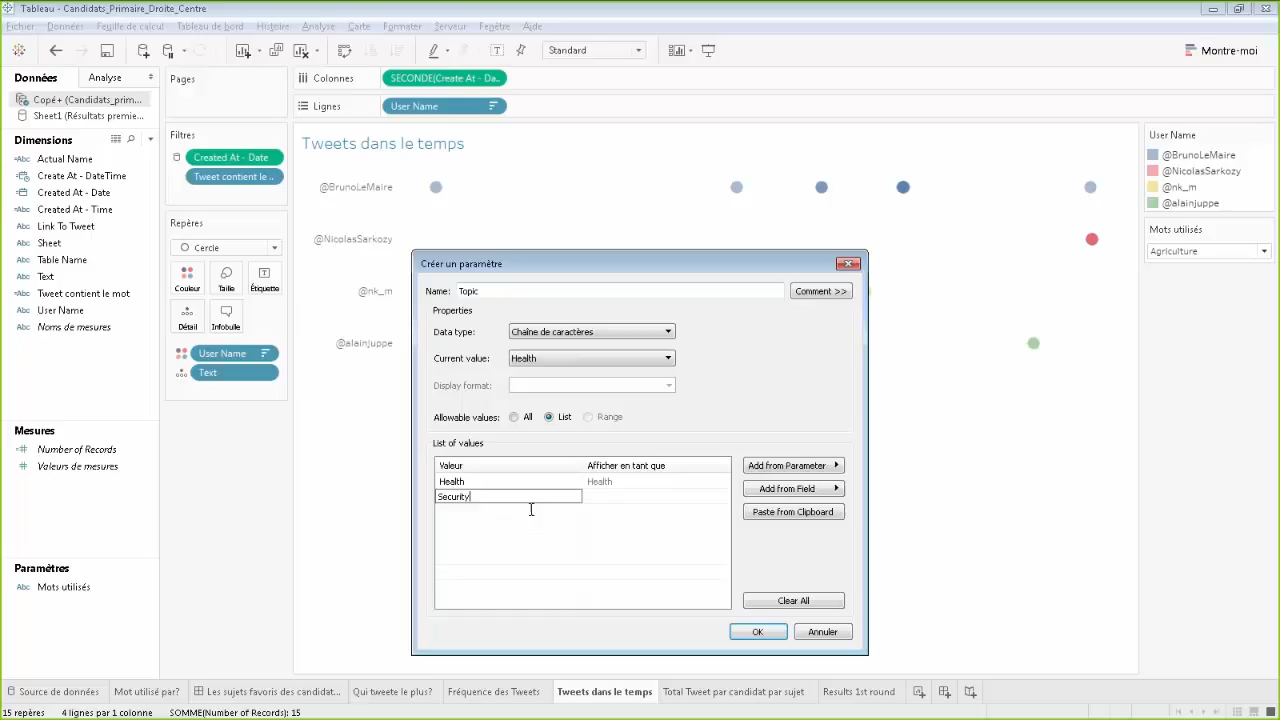 Tableau - Candidats_Primaire_Droite_Centre
Fichier Données Feuille de calcul Tableau de bord Histoire Analyse Carte Formater Serveur Fenêtre Aide
Standard Montre-moi
Données Analyse
Copé+ (Candidats_prim...
Sheet1 (Résultats premie...
Dimensions
Actual Name
Create At - DateTime
Created At - Date
Created At - Time
Link To Tweet
Sheet
Table Name
Text
Tweet contient le mot
User Name
Noms de mesures
Mesures
Number of Records
Valeurs de mesures
Paramètres
Mots utilisés
Pages
Filtres
Created At - Date
Tweet contient le ..
Repères
Cercle
Couleur Taille Étiquette
Détail Infobulle
User Name
Text
Colonnes SECONDE(Create At - Da..
Lignes User Name
Tweets dans le temps
@BrunoLeMaire
@NicolasSarkozy
@nk_m
@alainjuppe
Créer un paramètre
Name: Topic Comment >>
Properties
Data type: Chaîne de caractères
Current value: Health
Display format:
Allowable values: All List Range
List of values
Valeur Afficher en tant que
Health Health
Security
Add from Parameter
Add from Field
Paste from Clipboard
Clear All
OK Annuler
User Name
@BrunoLeMaire
@NicolasSarkozy
@nk_m
@alainjuppe
Mots utilisés
Agriculture
Source de données Mot utilisé par? Les sujets favoris des candidat... Qui tweete le plus? Fréquence des Tweets Tweets dans le temps Total Tweet par candidat par sujet Results 1st round
15 repères 4 lignes par 1 colonne SOMME(Number of Records): 15